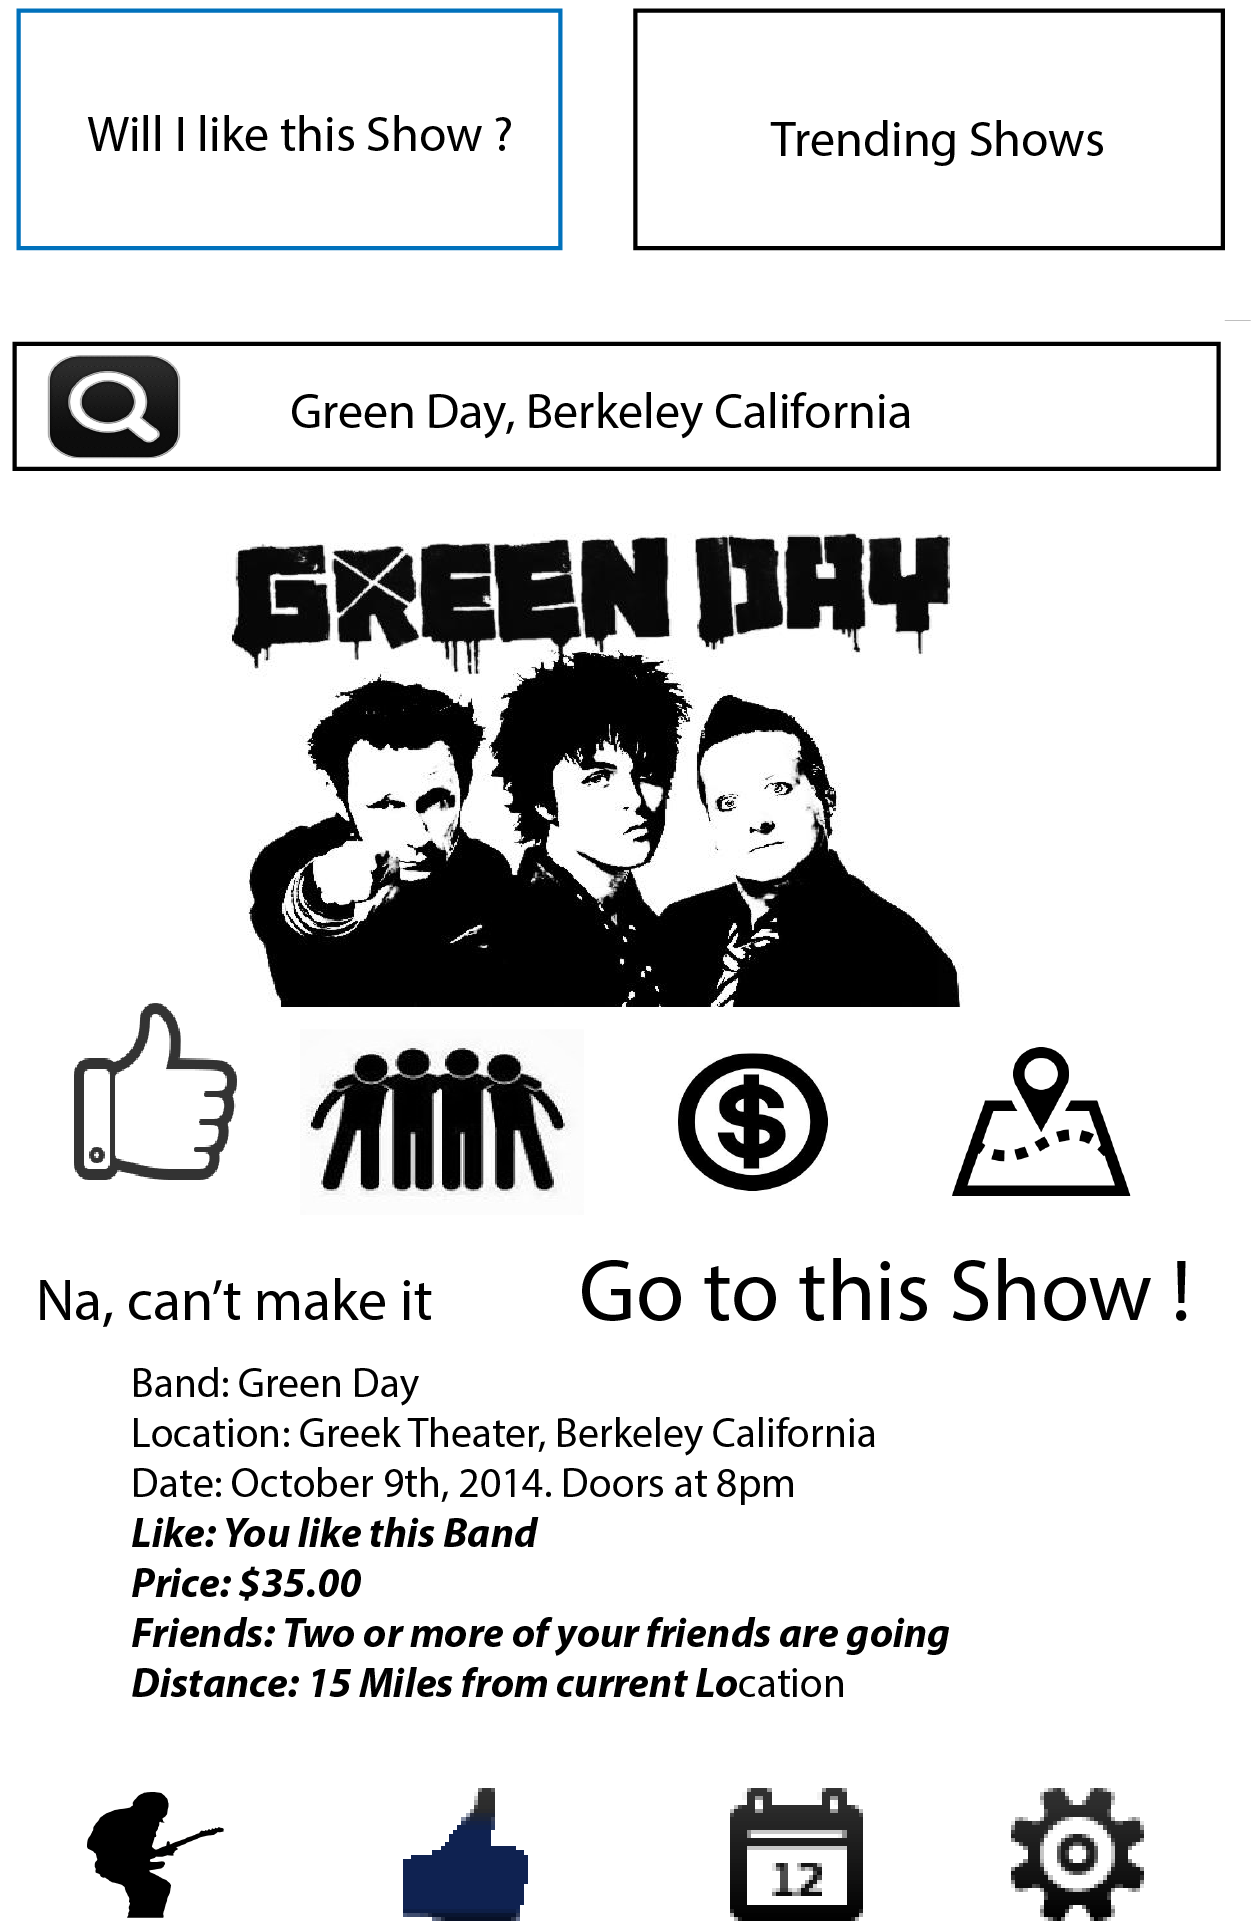 Will I like this Show ?
Trending Shows
Green Day, Berkeley California
GREEN DAY
$
Na, can’t make it
Go to this Show !
Band: Green Day
Location: Greek Theater, Berkeley California
Date: October 9th, 2014. Doors at 8pm
Like: You like this Band
Price: $35.00
Friends: Two or more of your friends are going
Distance: 15 Miles from current Location
12